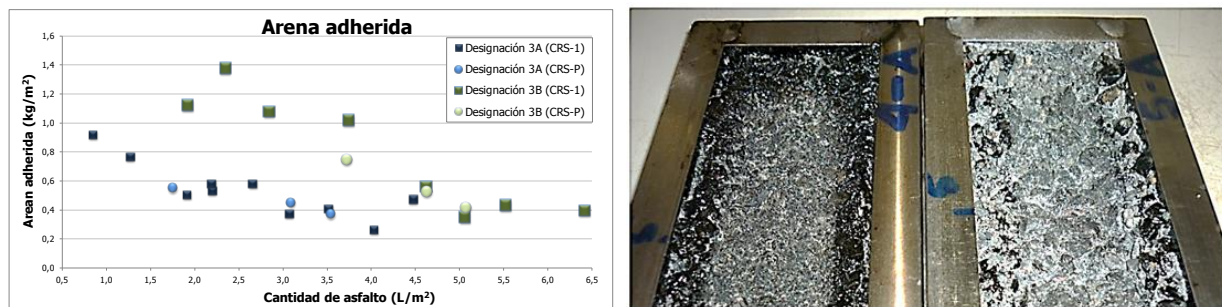 Arena adherida
1,6
1,4
1,2
1,0
0,8
0,6
0,4
0,2
0,0
Arean adherida (kg/m²)
Designación 3A (CRS-1)
Designación 3A (CRS-P)
Designación 3B (CRS-1)
Designación 3B (CRS-P)
0,5 1,0 1,5 2,0 2,5 3,0 3,5 4,0 4,5 5,0 5,5 6,0 6,5
Cantidad de asfalto (L/m²)
4-A
5-A